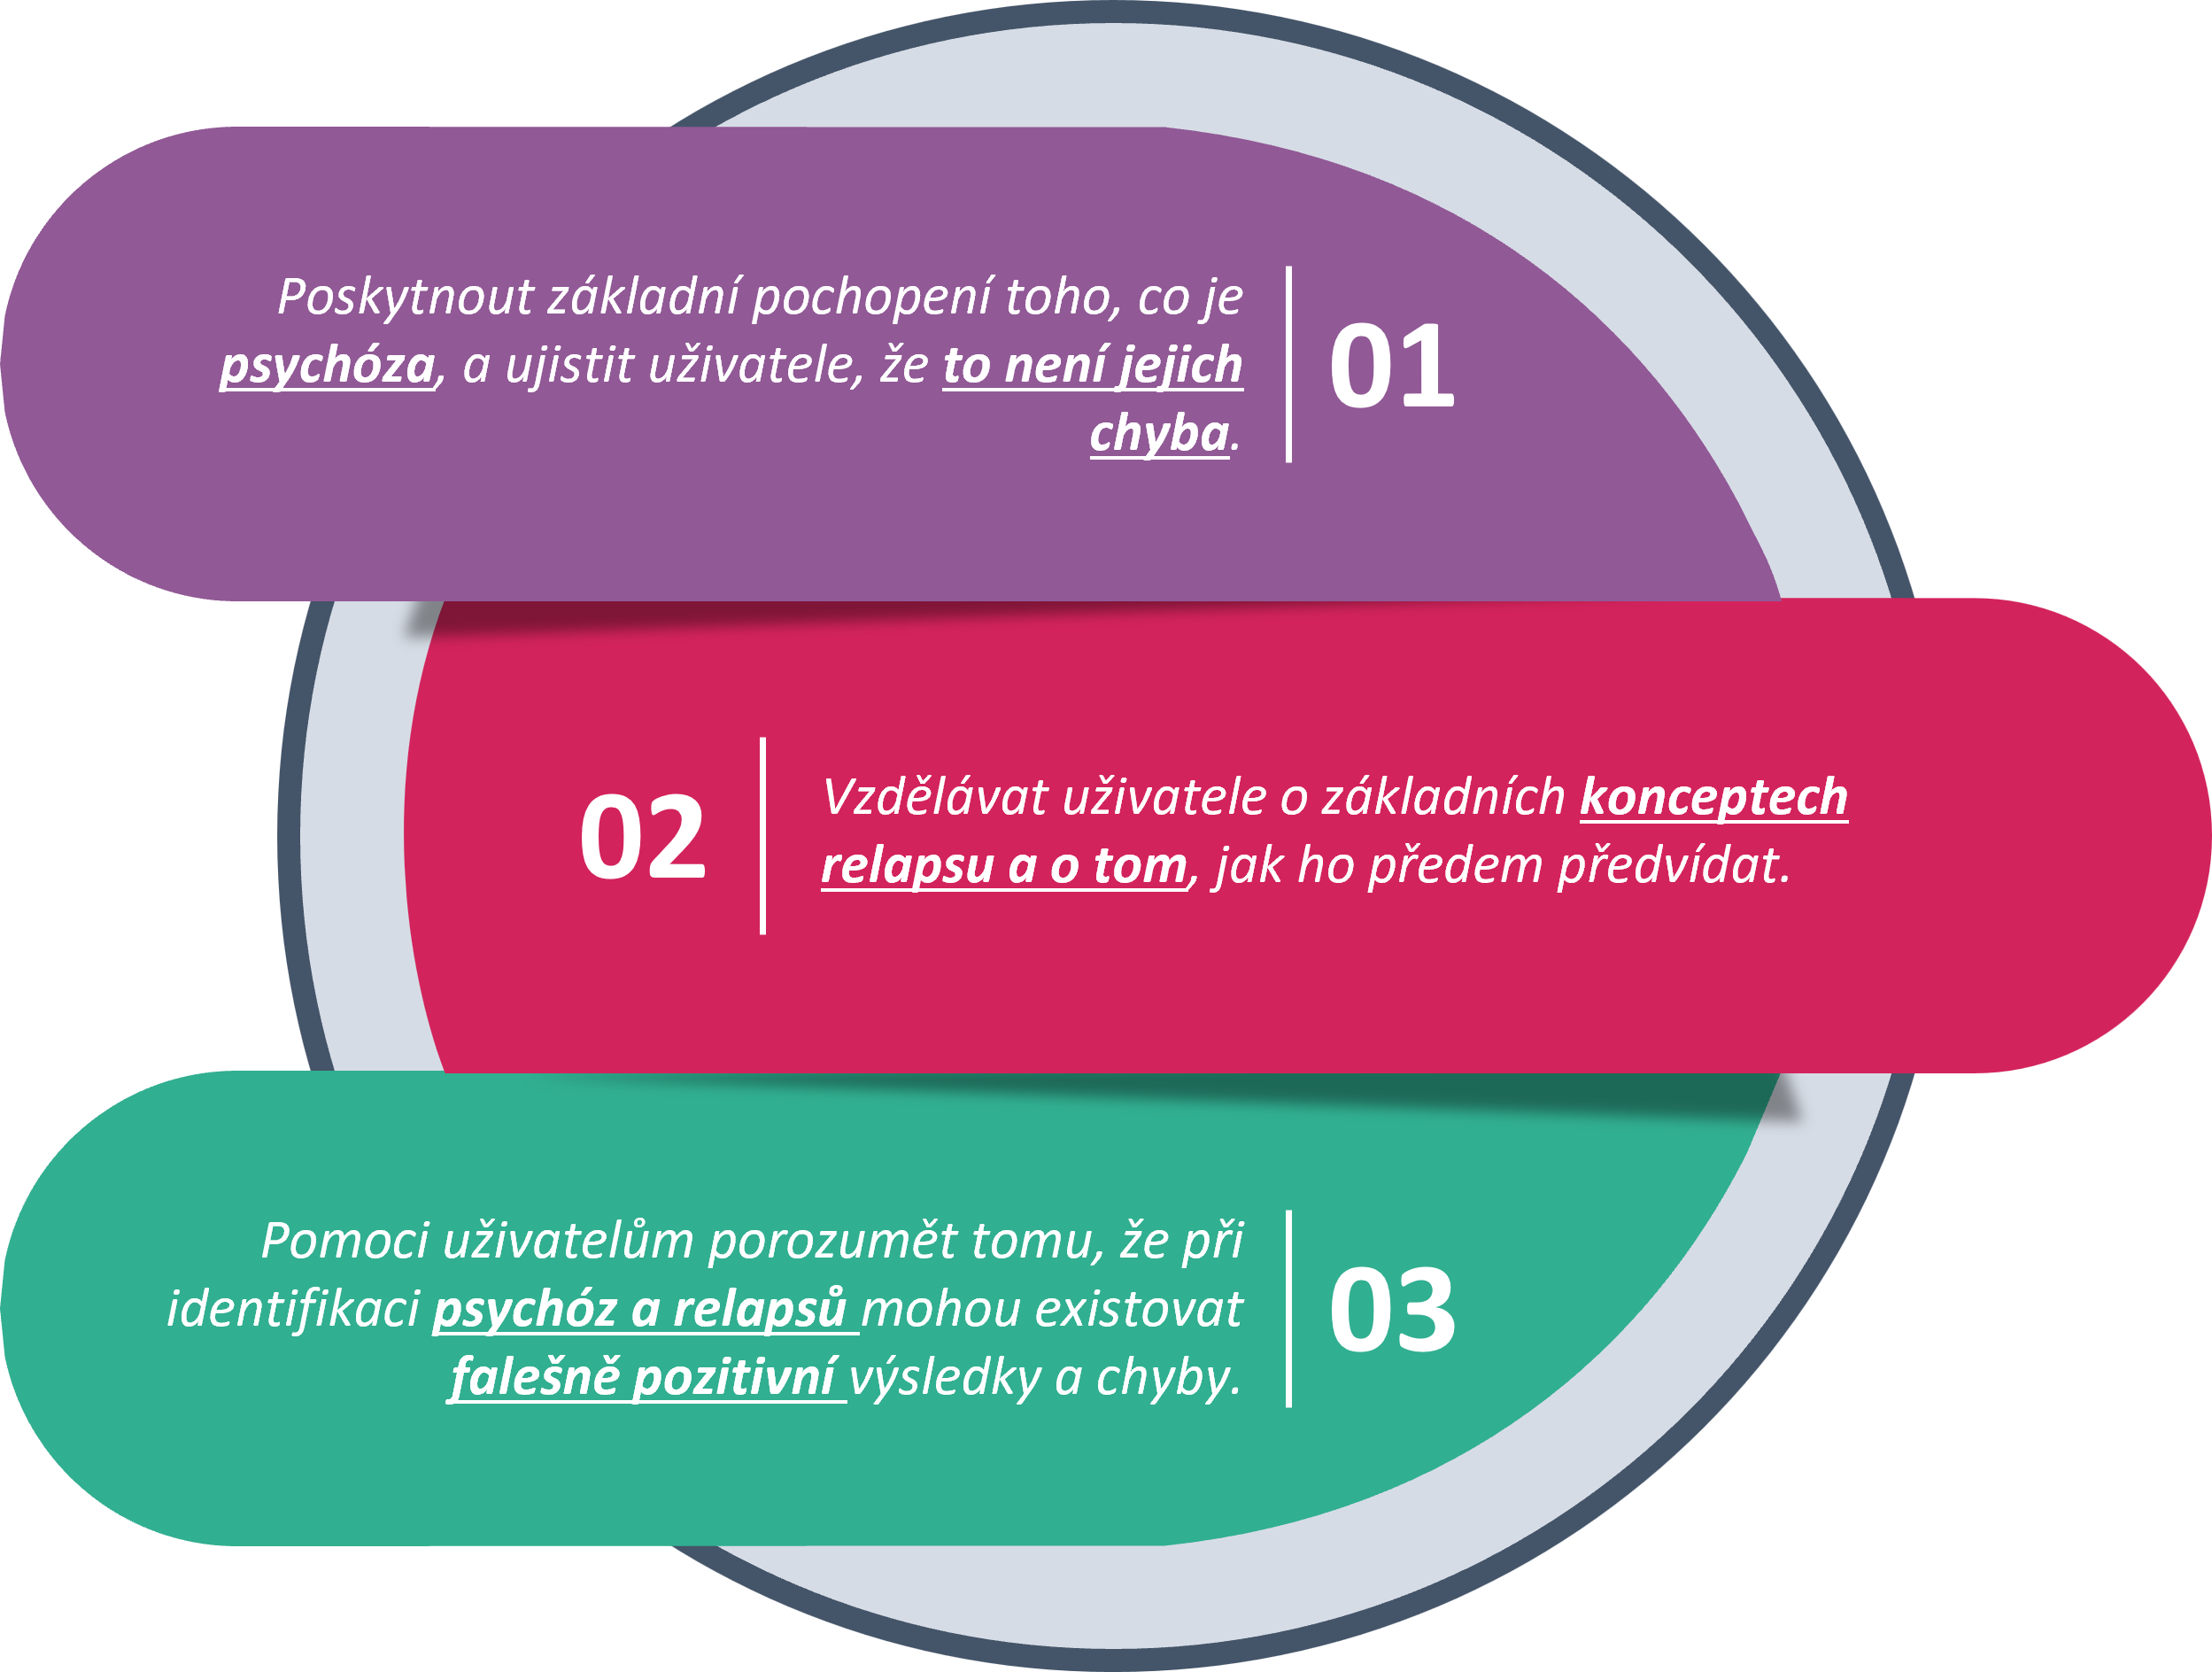 Poskytnout základní pochopení toho, co je
psychóza, a ujistit uživatele, že to není jejich
chyba.
01
02
Vzdělávat uživatele o základních konceptech
relapsu a o tom, jak ho předem předvídat.
Pomoci uživatelům porozumět tomu, že při
identifikaci psychóz a relapsů mohou existovat
falešně pozitivní výsledky a chyby.
03